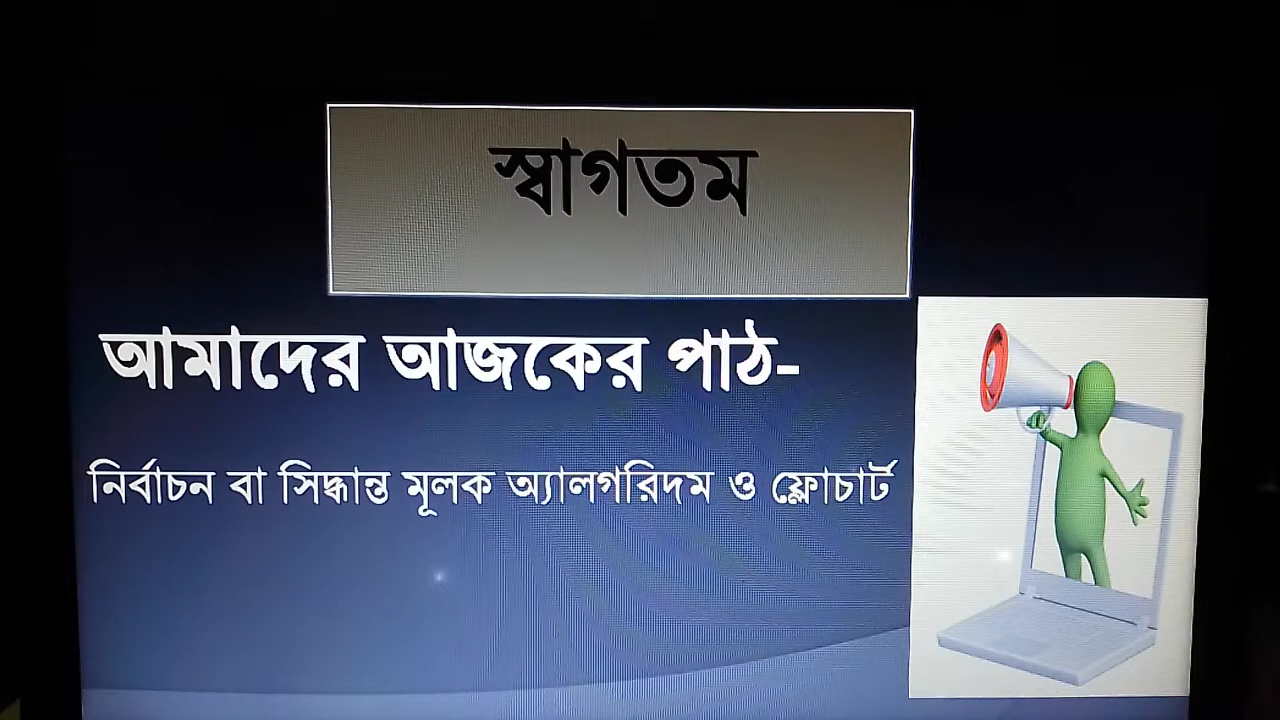 স্বাগতম
আমাদের আজকের পাঠ-
নির্বাচন বা সিদ্ধান্ত মূলক অ্যালগরিদম ও ফ্লোচার্ট